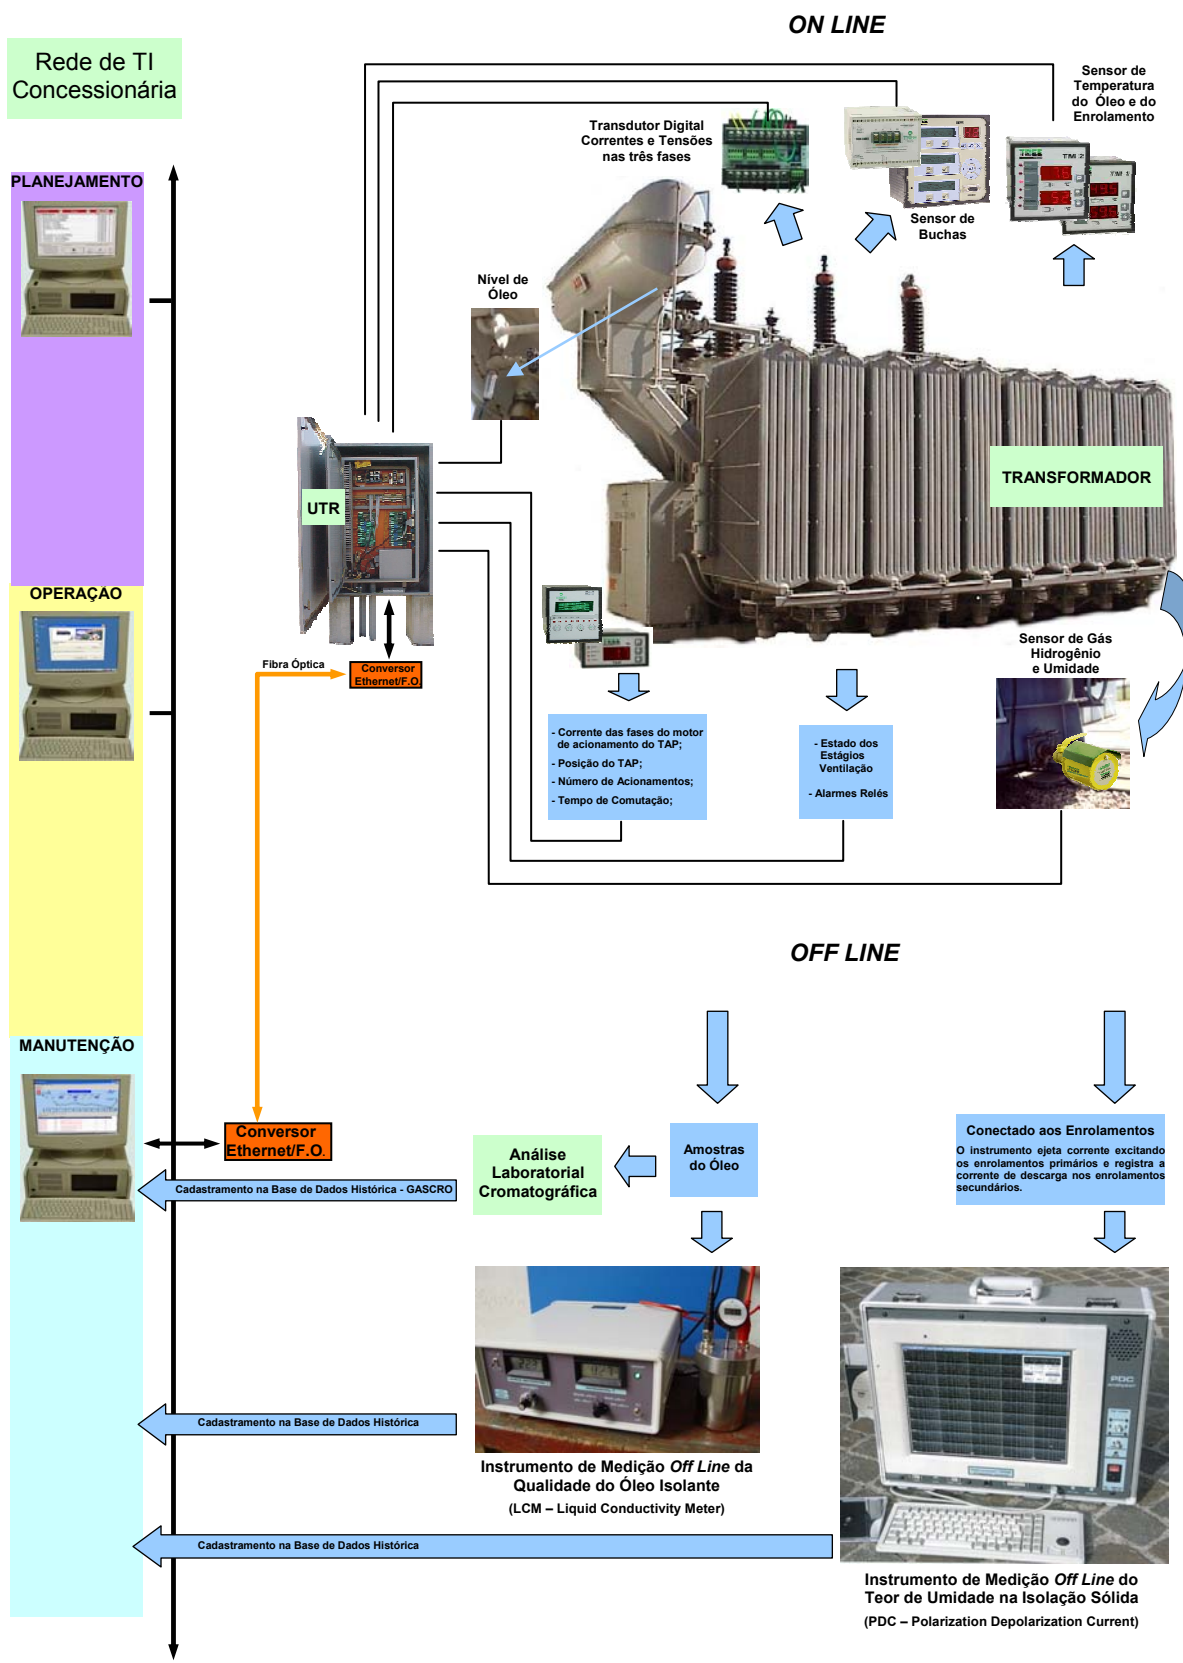 ON LINE
Rede de TI
Concessionária
Sensor de
Temperatura
do Óleo e do
Enrolamento
Transdutor Digital
Correntes e Tensões
nas três fases
Sensor de
Buchas
PLANEJAMENTO
Nível de
Óleo
TRANSFORMADOR
UTR
OPERAÇÃO
Fibra Óptica
Conversor
Ethernet/F.O.
Sensor de Gás
Hidrogênio
e Umidade
- Corrente das fases do motor
de acionamento do TAP;
- Posição do TAP;
- Número de Acionamentos;
- Tempo de Comutação;
- Estado dos
Estágios
Ventilação
- Alarmes Relés
OFF LINE
MANUTENÇÃO
Conversor
Ethernet/F.O.
Análise
Laboratorial
Cromatográfica
Amostras
do Óleo
Conectado aos Enrolamentos
O instrumento ejeta corrente excitando
os enrolamentos primários e registra a
corrente de descarga nos enrolamentos
secundários.
Cadastramento na Base de Dados Histórica - GASCRO
PDC
Cadastramento na Base de Dados Histórica
Instrumento de Medição Off Line da
Qualidade do Óleo Isolante
(LCM – Liquid Conductivity Meter)
Cadastramento na Base de Dados Histórica
Instrumento de Medição Off Line do
Teor de Umidade na Isolação Sólida
(PDC – Polarization Depolarization Current)